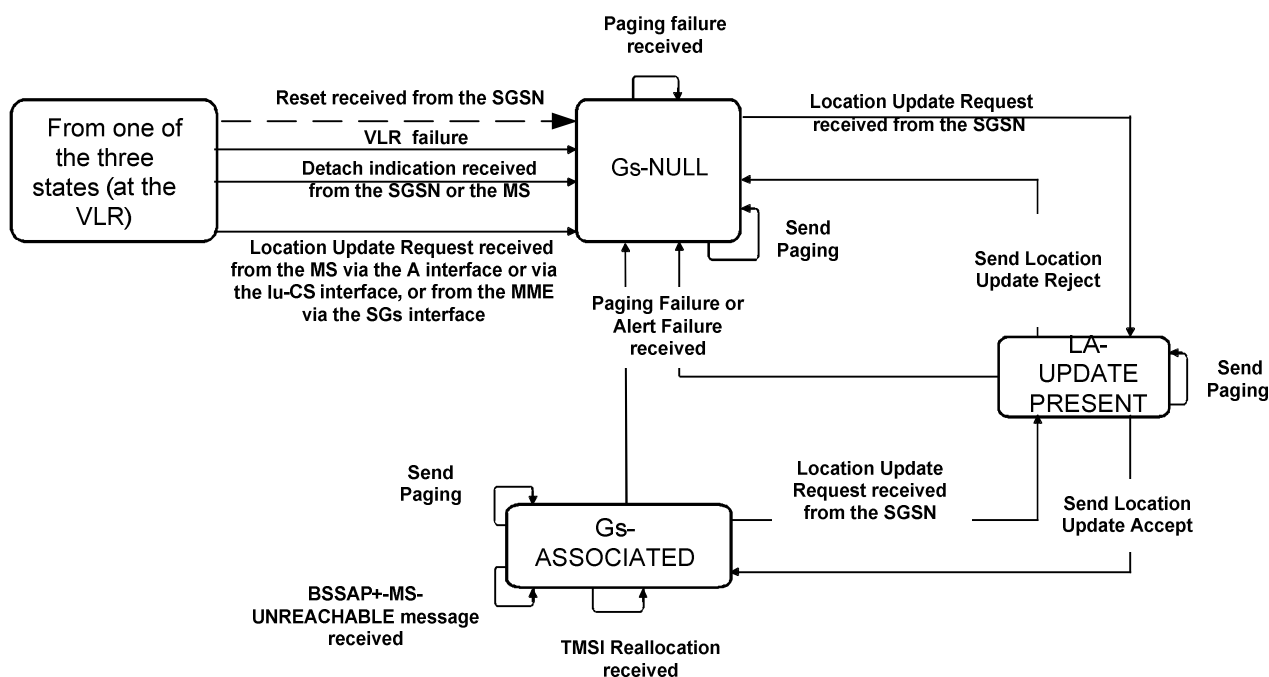 Paging failure
received
Reset received from the SGSN
Location Update Request
received from the SGSN
From one of
the three
states (at the
VLR)
VLR failure
Detach indication received
from the SGSN or the MS
Gs-NULL
Send
Paging
Location Update Request received
from the MS via the A interface or via
the Iu-CS interface, or from the MME
via the SGs interface
Send Location
Update Reject
Paging Failure or
Alert Failure
received
LA-
UPDATE
PRESENT
Send
Paging
Send
Paging
Location Update
Request received
from the SGSN
Send Location
Update Accept
Gs-
ASSOCIATED
BSSAP+-MS-
UNREACHABLE message
received
TMSI Reallocation
received